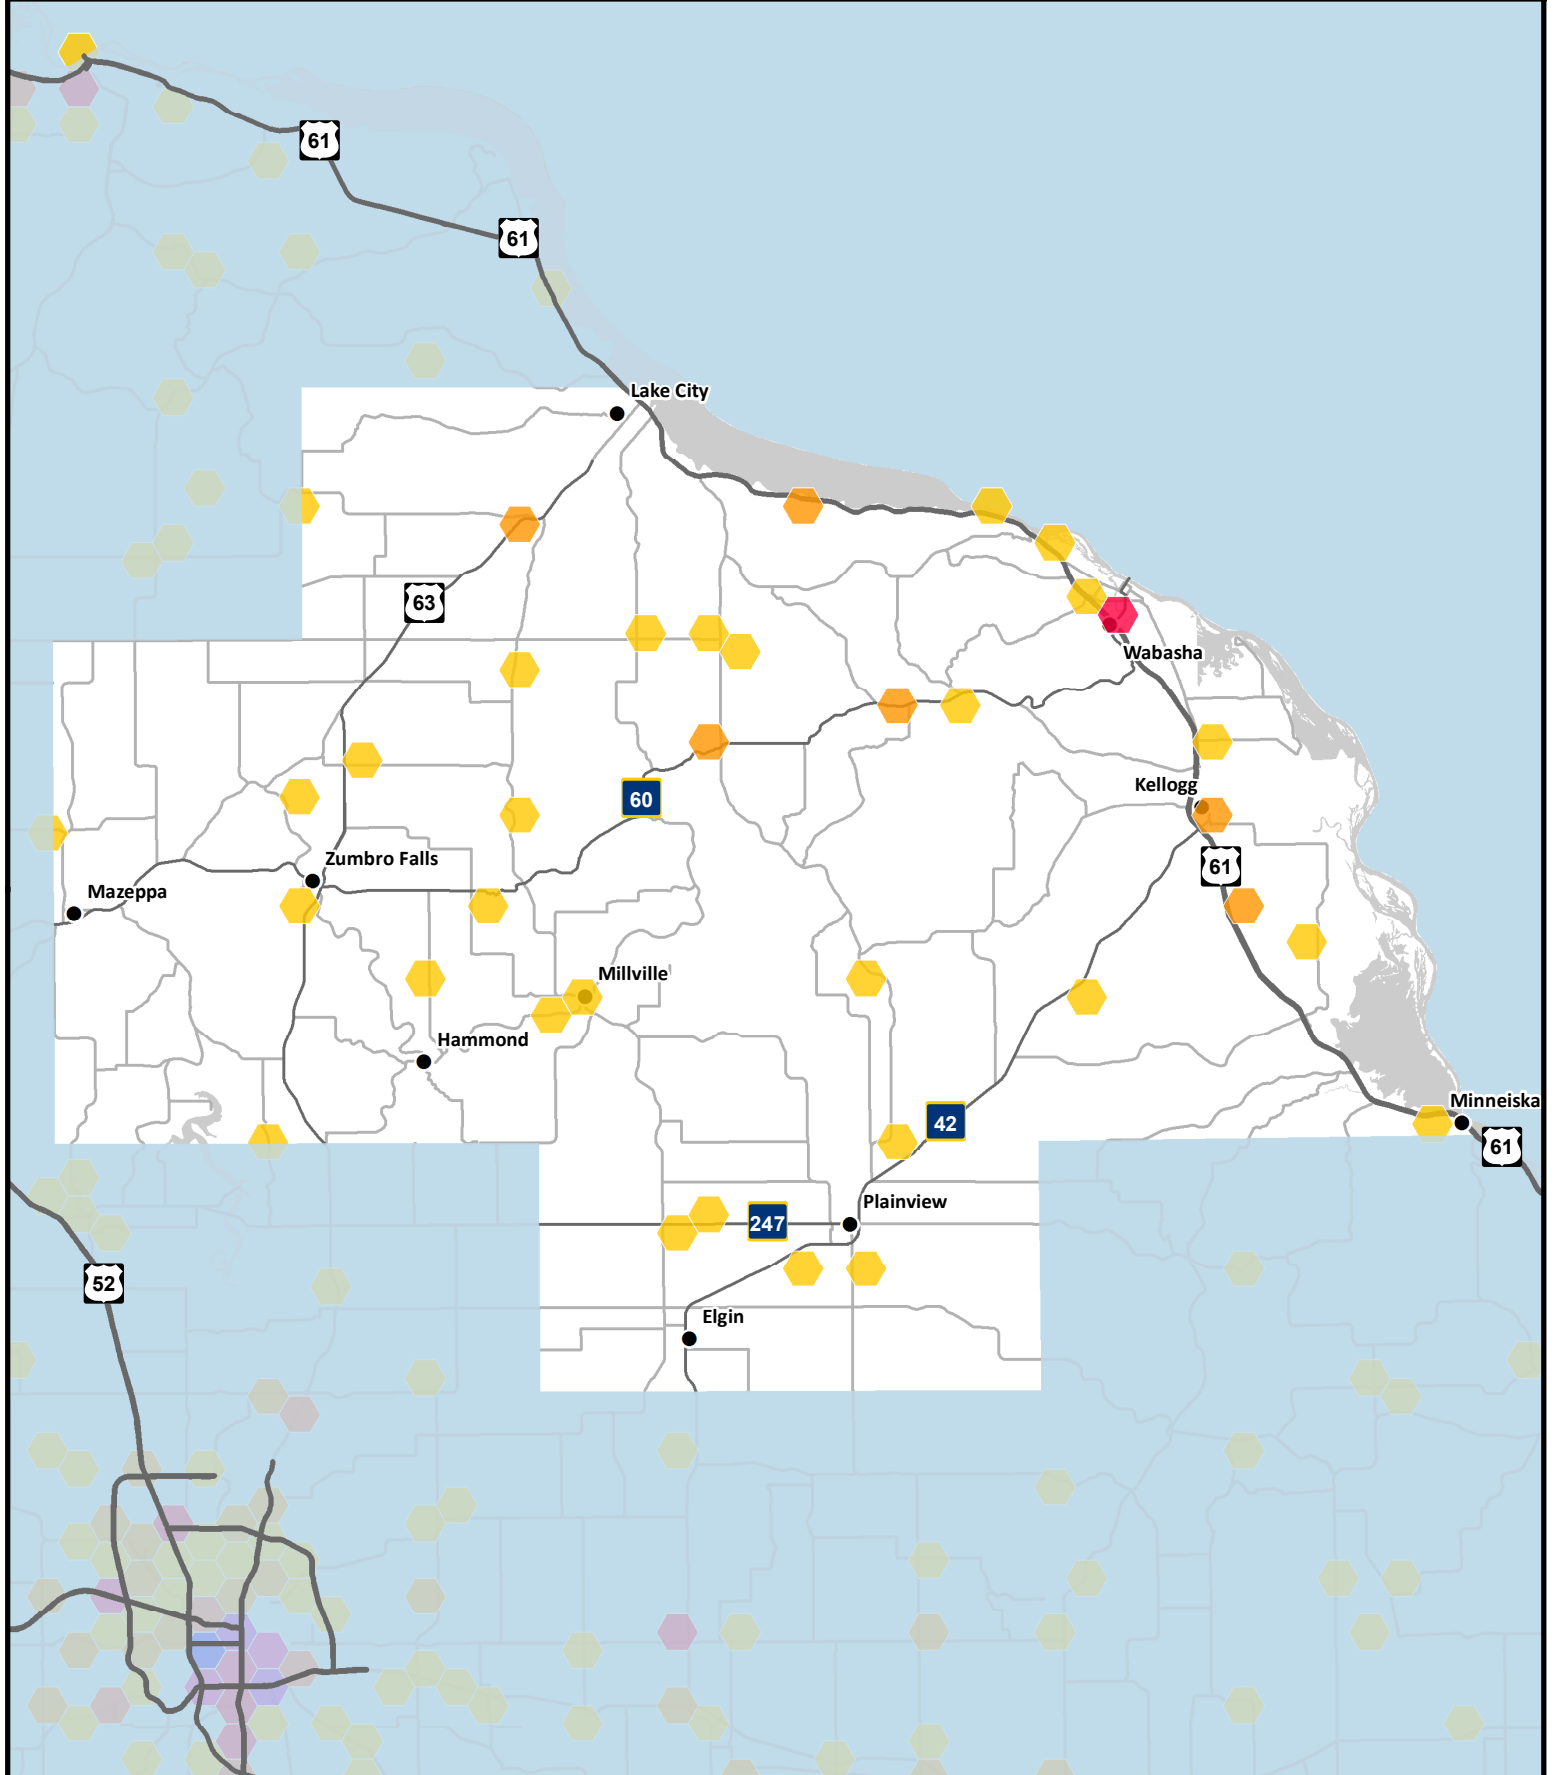 61
61
Lake City
63
Wabasha
Kellogg
60
Zumbro Falls
61
Mazeppa
Millville
Hammond
Minneiska
42
61
Plainview
247
52
Elgin